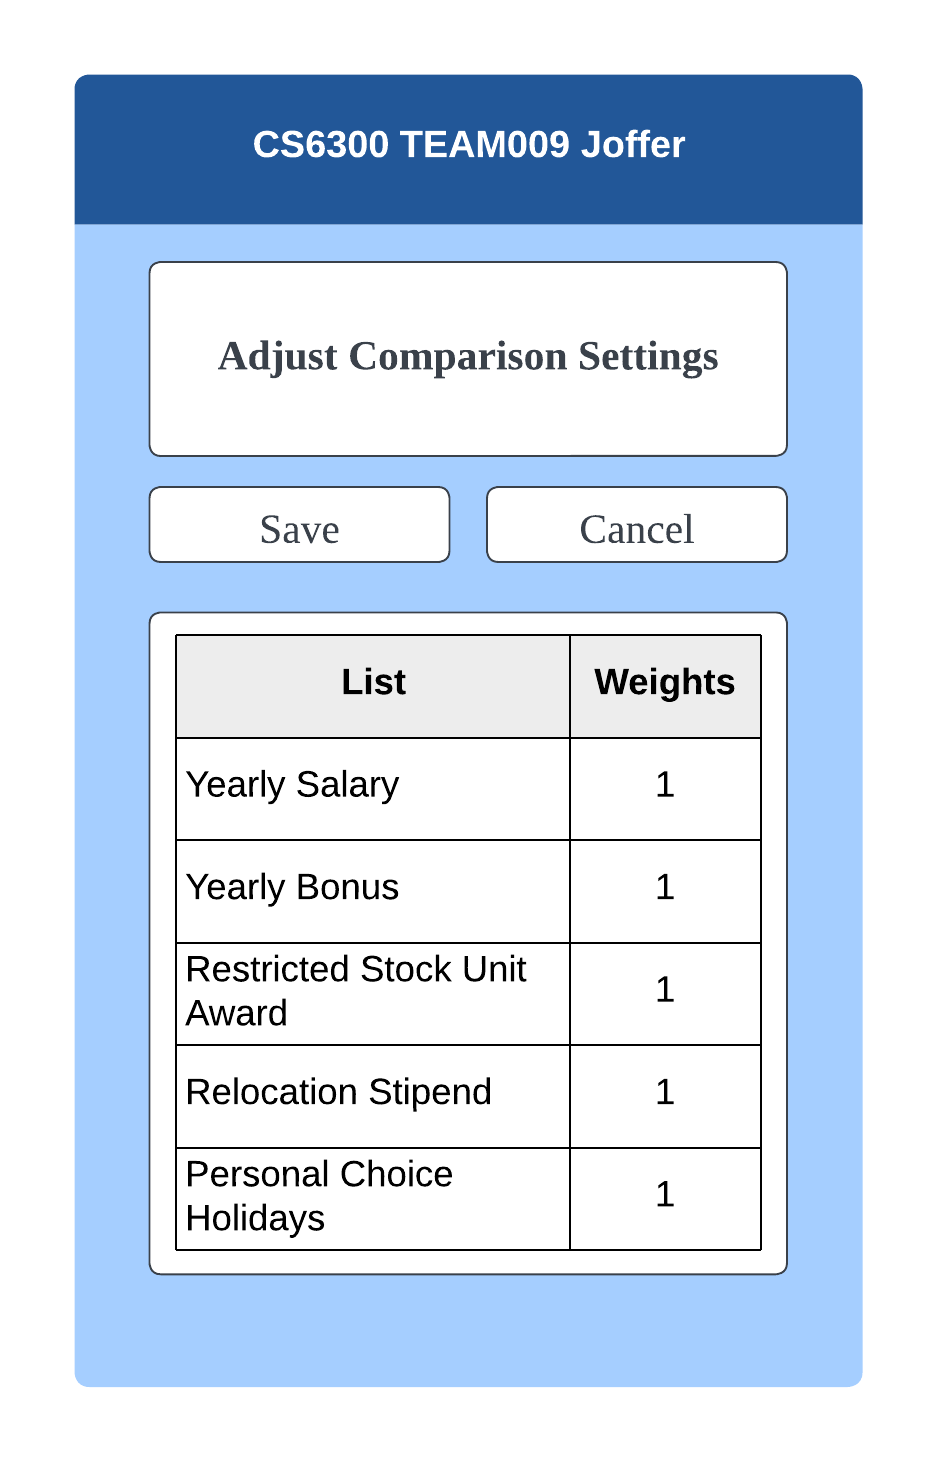 CS6300 TEAM009 Joffer
Adjust Comparison Settings
Save Cancel
List Weights
Yearly Salary 1
Yearly Bonus 1
Restricted Stock Unit
Award 1
Relocation Stipend 1
Personal Choice
Holidays 1